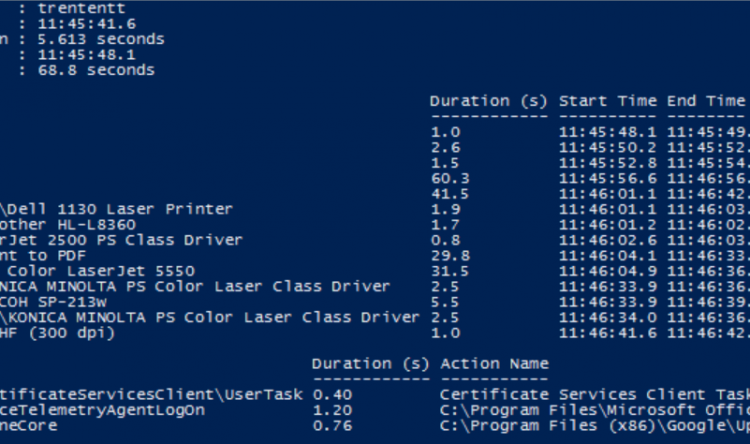 : trententt
: 11:45:41.6
n : 5.613 seconds
: 11:45:48.1
: 68.8 seconds
Duration (s) Start Time End Time
------------ ---------- --------
1.0 11:45:48.1 11:45:49.
2.6 11:45:50.2 11:45:52.
1.5 11:45:52.8 11:45:54.
60.3 11:45:56.6 11:46:56.
41.5 11:46:01.1 11:46:42.
\Dell 1130 Laser Printer 1.9 11:46:01.1 11:46:03.
other HL-L8360 1.7 11:46:01.2 11:46:02.
rJet 2500 PS Class Driver 0.8 11:46:02.6 11:46:03.
nt to PDF 29.8 11:46:04.1 11:46:33.
Color LaserJet 5550 31.5 11:46:04.9 11:46:36.
NICA MINOLTA PS Color Laser Class Driver 2.5 11:46:33.9 11:46:36.
COH SP-213w 5.5 11:46:33.9 11:46:39.
\KONICA MINOLTA PS Color Laser Class Driver 2.5 11:46:34.0 11:46:36.
HF (300 dpi) 1.0 11:46:41.6 11:46:42.
Duration (s) Action Name
------------ -----------
rtificateServicesClient\UserTask 0.40 Certificate Services Client Task
iceTelemetryAgentLogOn 1.20 C:\Program Files\Microsoft Offic
neCore 0.76 C:\Program Files (x86)\Google\Up